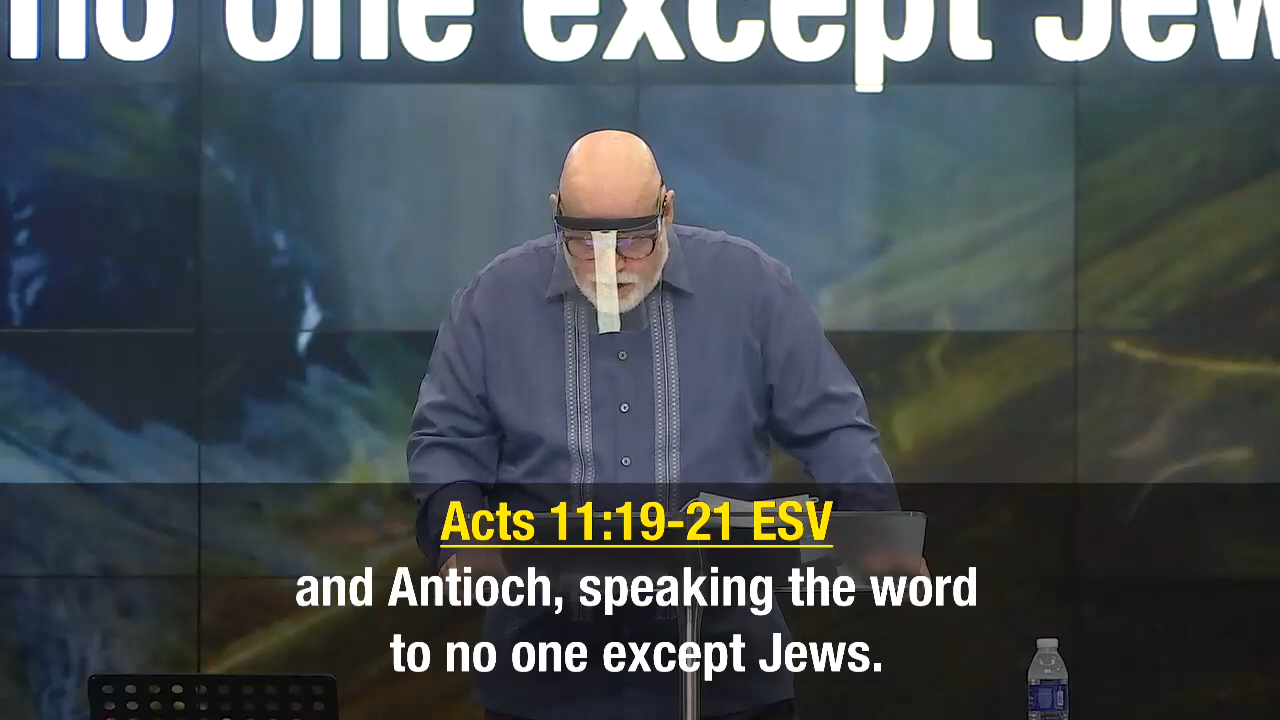 no one except Jew
Acts 11:19-21 ESV
and Antioch, speaking the word
to no one except Jews.